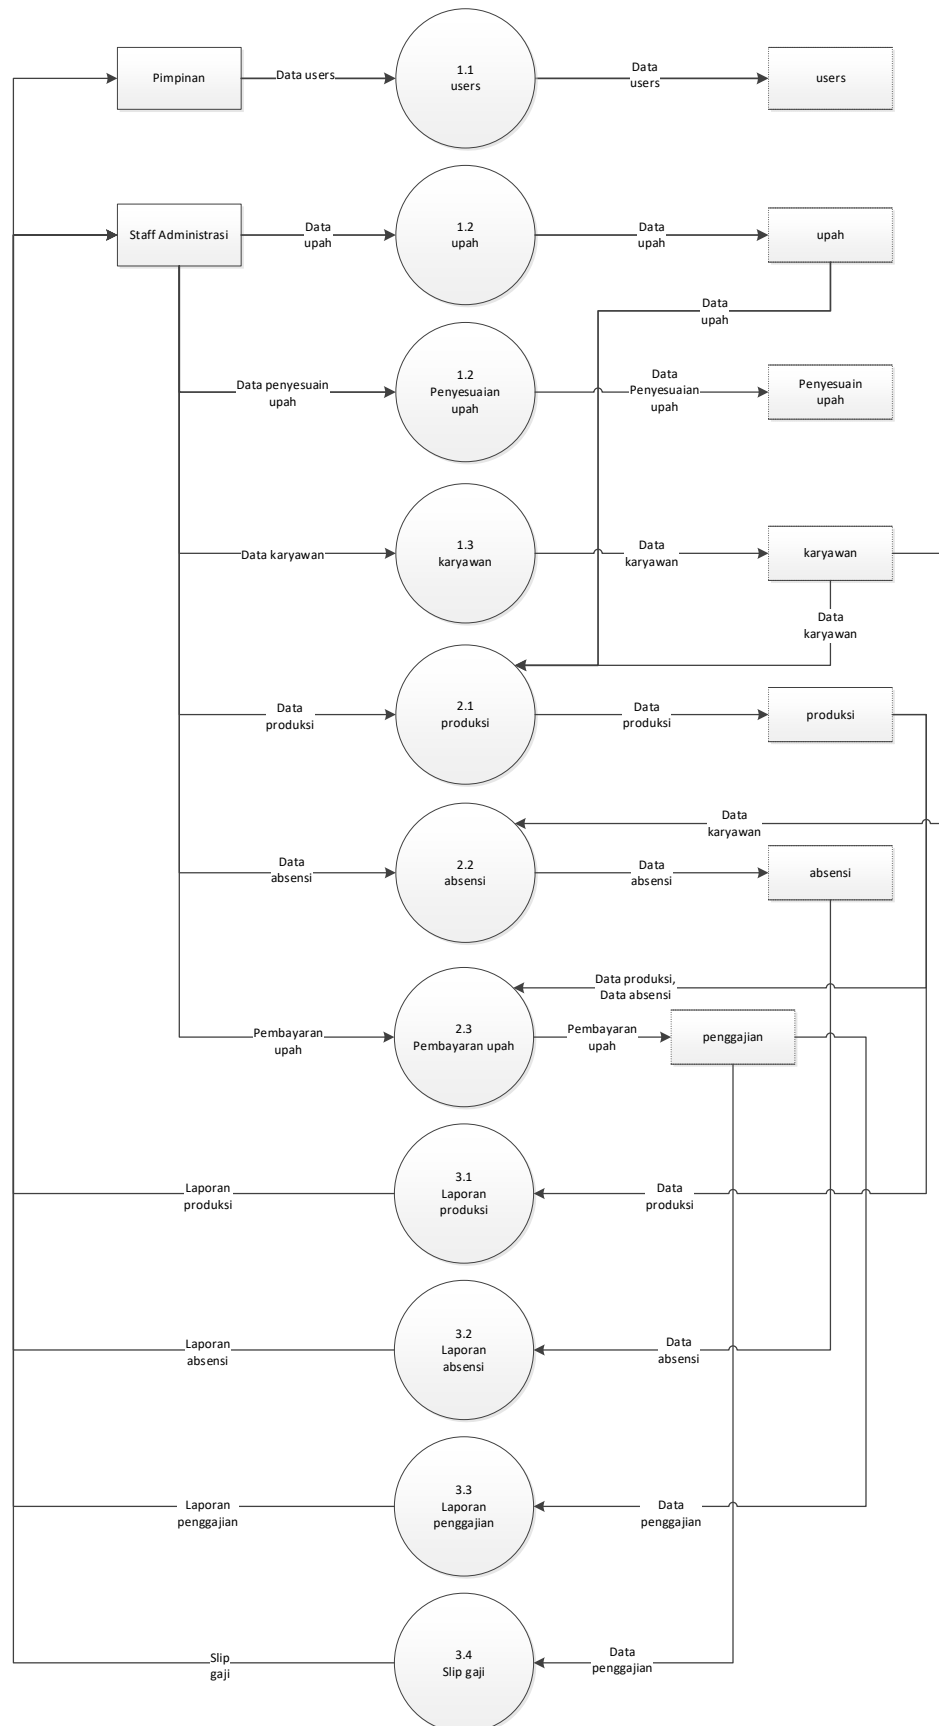 Pimpinan
Data users
1.1
users
Data
users
users
Staff Administrasi
Data
upah
1.2
upah
Data
upah
upah
Data
upah
Data penyesuain
upah
1.2
Penyesuaian
upah
Data
Penyesuaian
upah
Penyesuain
upah
Data karyawan
1.3
karyawan
Data
karyawan
karyawan
Data
karyawan
Data
produksi
2.1
produksi
Data
produksi
produksi
Data
karyawan
Data
absensi
2.2
absensi
Data
absensi
absensi
Data produksi,
Data absensi
Pembayaran
upah
2.3
Pembayaran upah
Pembayaran
upah
penggajian
Laporan
produksi
3.1
Laporan
produksi
Data
produksi
Laporan
absensi
3.2
Laporan
absensi
Data
absensi
Laporan
penggajian
3.3
Laporan
penggajian
Data
penggajian
Slip
gaji
3.4
Slip gaji
Data
penggajian